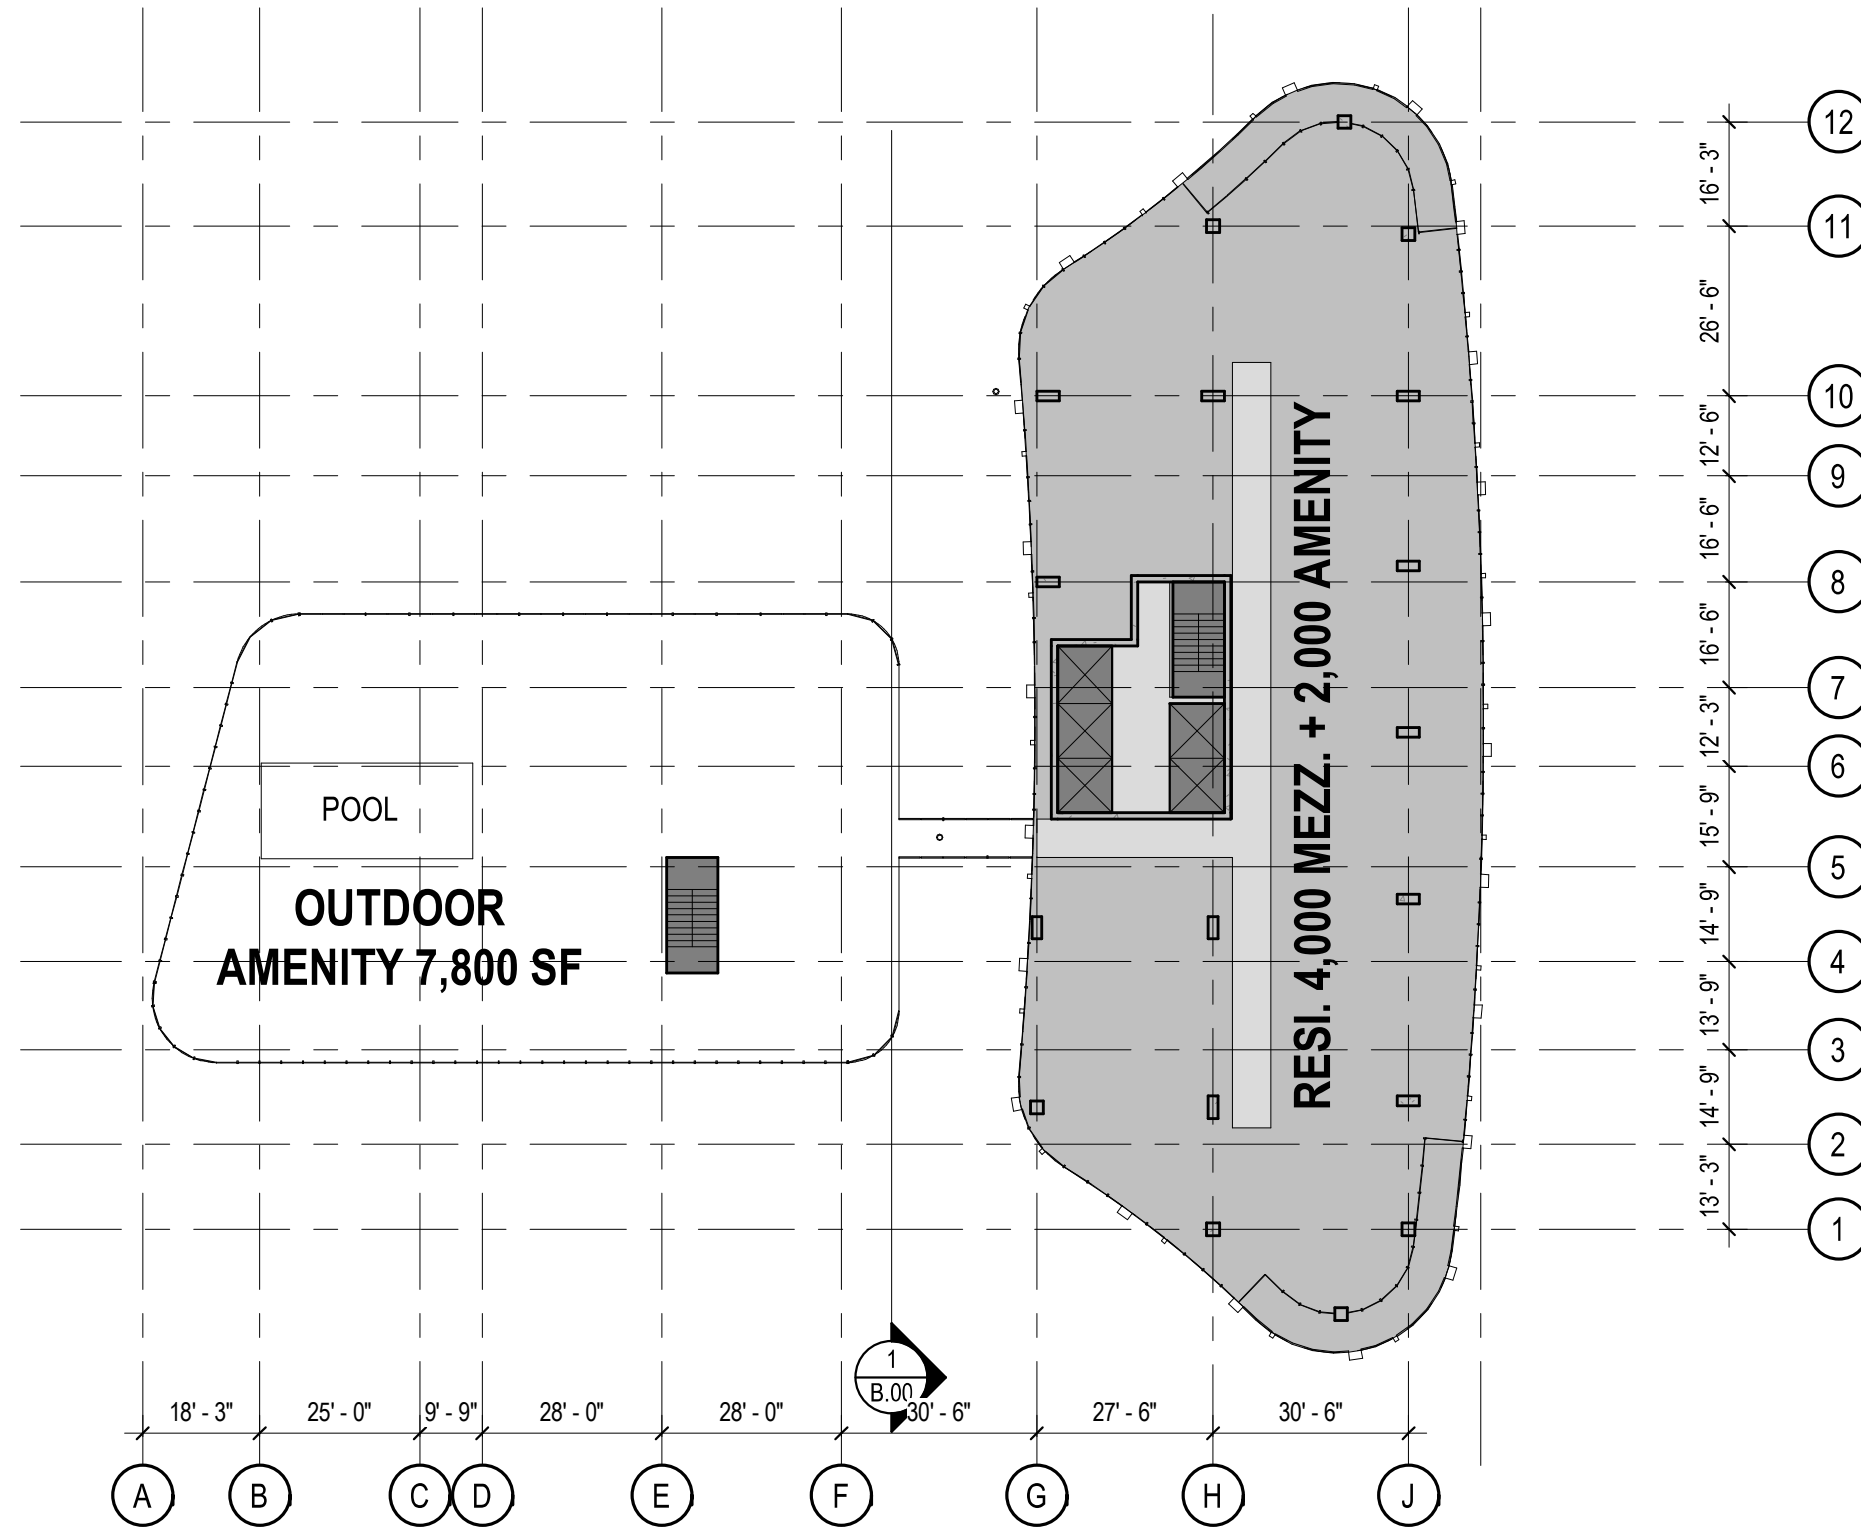 12
16' - 3"
11
26' - 6"
10
12' - 6"
9
16' - 6"
8
16' - 6"
7
12' - 3"
6
15' - 9"
5
14' - 9"
4
13' - 9"
3
14' - 9"
2
13' - 3"
1
RESI. 4,000 MEZZ. + 2,000 AMENITY
POOL
OUTDOOR
AMENITY 7,800 SF
1
B.00
18' - 3"
25' - 0"
9' - 9"
28' - 0"
28' - 0"
30' - 6"
27' - 6"
30' - 6"
A
B
C
D
E
F
G
H
J